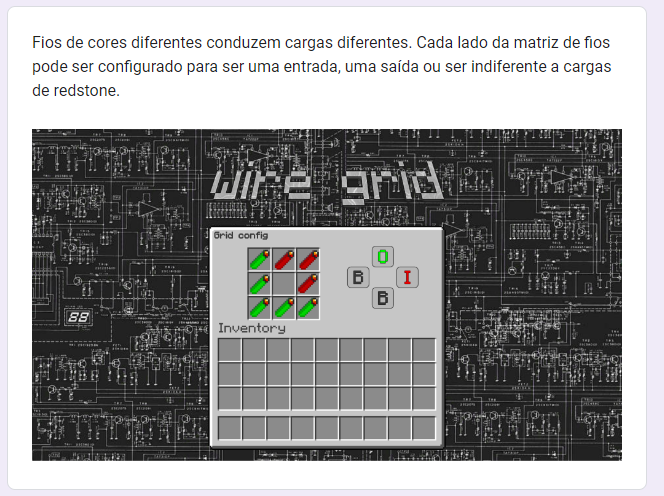 Fios de cores diferentes conduzem cargas diferentes. Cada lado da matriz de fios
pode ser configurado para ser uma entrada, uma saída ou ser indiferente a cargas
de redstone.
wire grid
Grid config
O
B I
B
Inventory
88